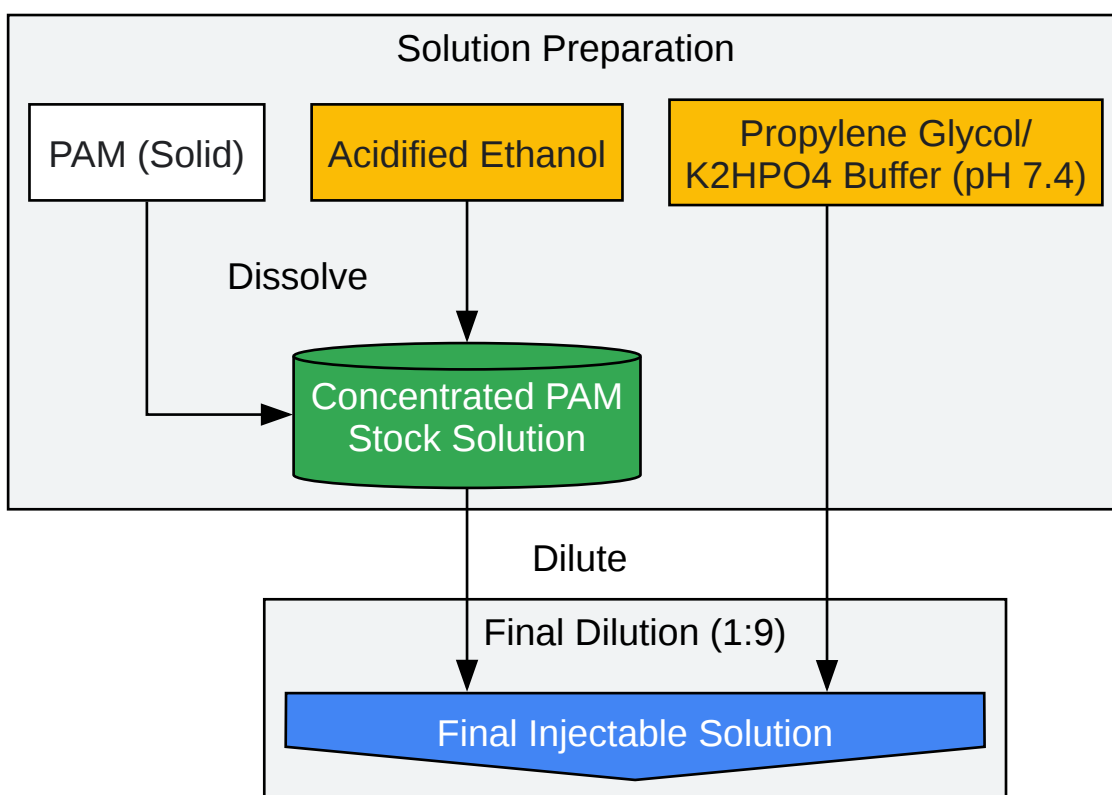 Solution Preparation
PAM (Solid)
Acidified Ethanol
Propylene Glycol/
K2HPO4 Buffer (pH 7.4)
Dissolve
Concentrated PAM
Stock Solution
Dilute
Final Dilution (1:9)
Final Injectable Solution